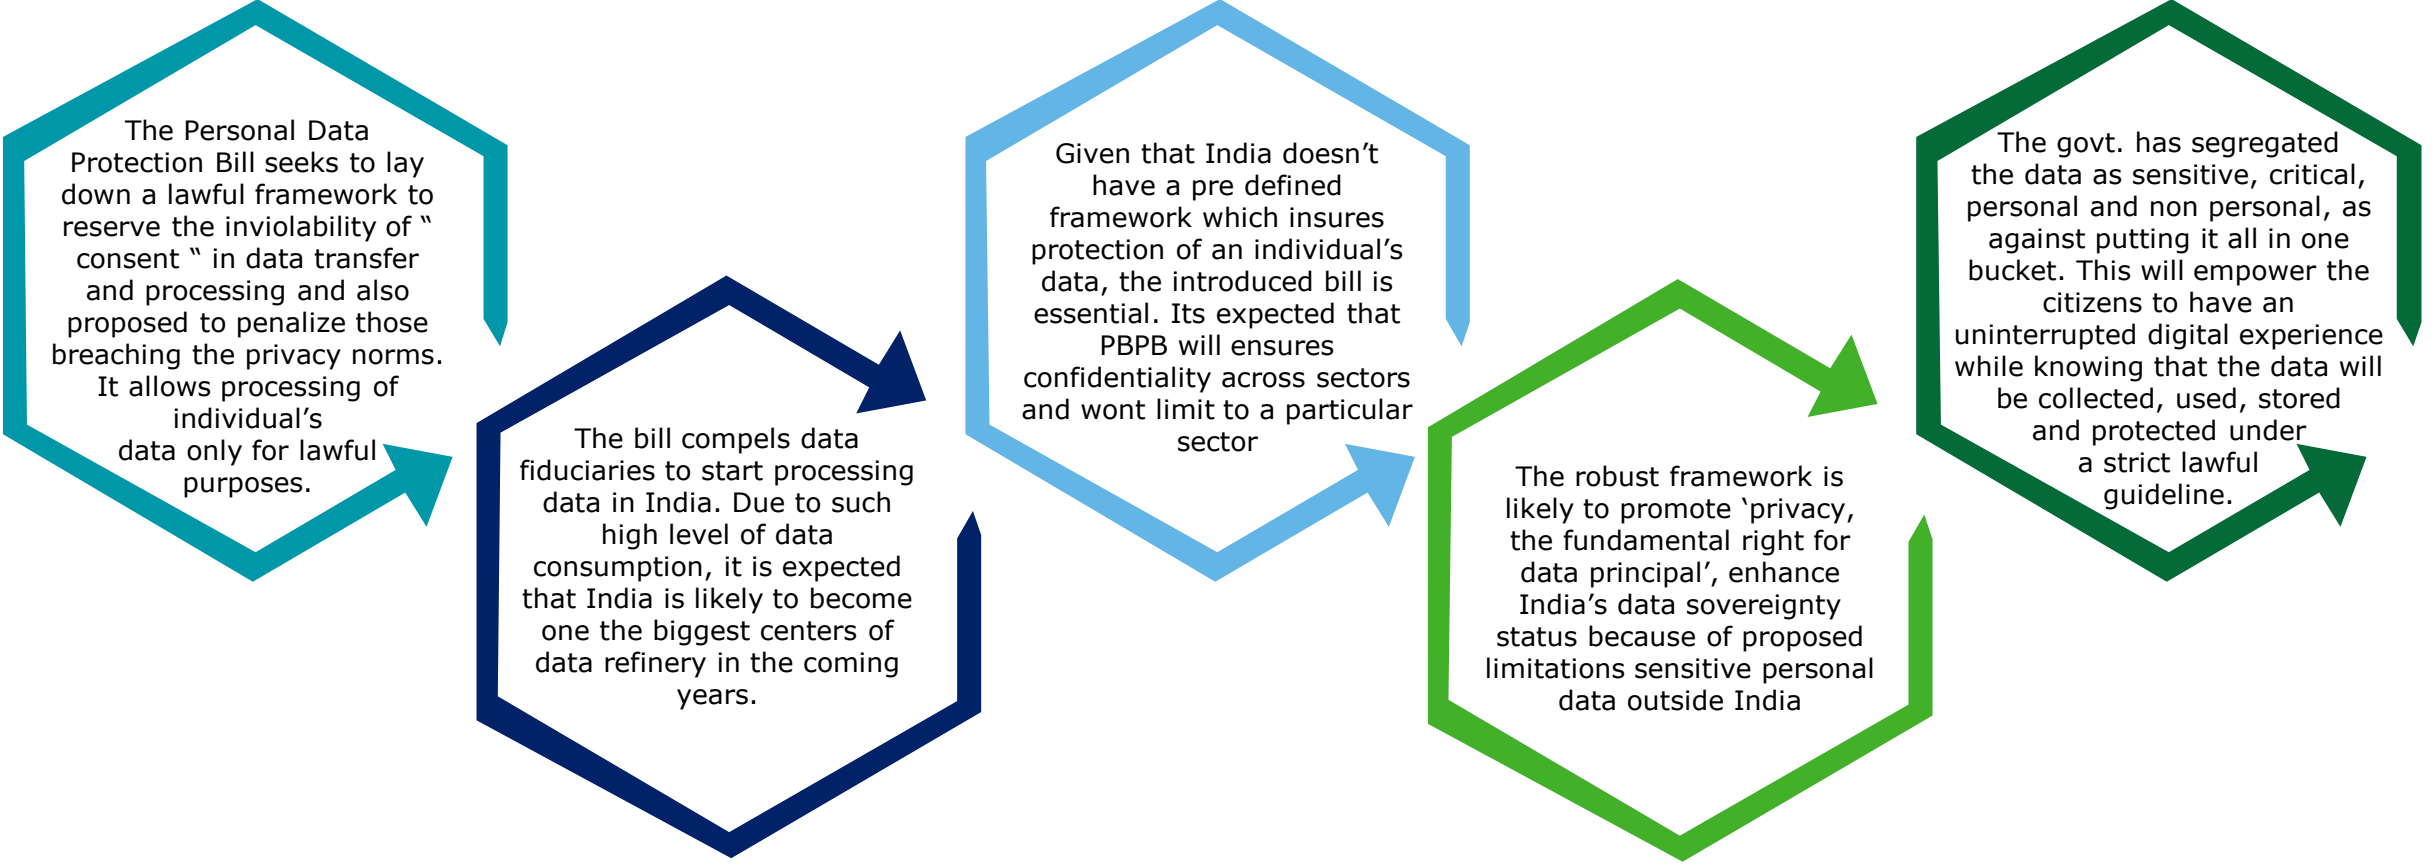 The Personal Data
Protection Bill seeks to lay
down a lawful framework to
reserve the inviolability of “
consent “ in data transfer
and processing and also
proposed to penalize those
breaching the privacy norms.
It allows processing of
individual’s
data only for lawful
purposes.
The bill compels data
fiduciaries to start processing
data in India. Due to such
high level of data
consumption, it is expected
that India is likely to become
one the biggest centers of
data refinery in the coming
years.
Given that India doesn’t
have a pre defined
framework which insures
protection of an individual’s
data, the introduced bill is
essential. Its expected that
PBPB will ensures
confidentiality across sectors
and wont limit to a particular
sector
The robust framework is
likely to promote ‘privacy,
the fundamental right for
data principal’, enhance
India’s data sovereignty
status because of proposed
limitations sensitive personal
data outside India
The govt. has segregated
the data as sensitive, critical,
personal and non personal, as
against putting it all in one
bucket. This will empower the
citizens to have an
uninterrupted digital experience
while knowing that the data will
be collected, used, stored
and protected under
a strict lawful
guideline.